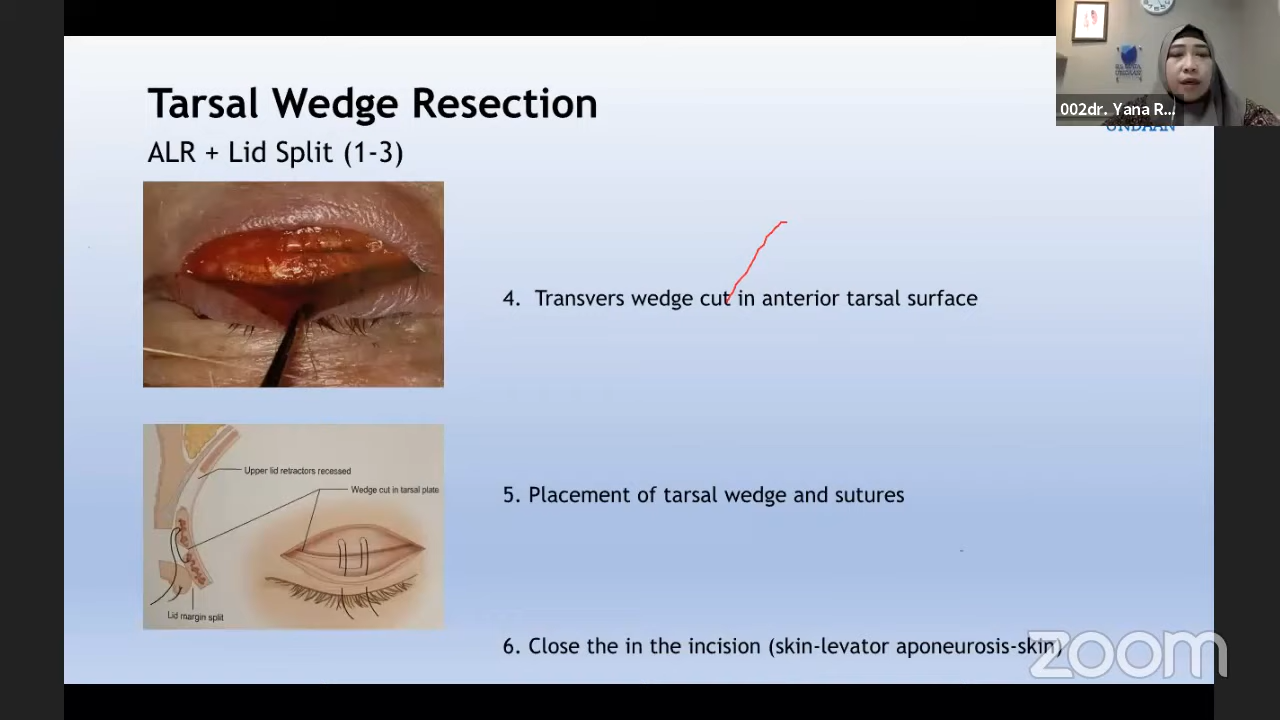 Tarsal Wedge Resection
ALR + Lid Split (1-3)
002dr. Yana R...
UNDAAN
4. Transvers wedge cut in anterior tarsal surface
Upper lid retractors recessed
Wedge cut in tarsal plate
5. Placement of tarsal wedge and sutures
Lid margin split
6. Close the in the incision (skin-levator aponeurosis-skin)
zoom